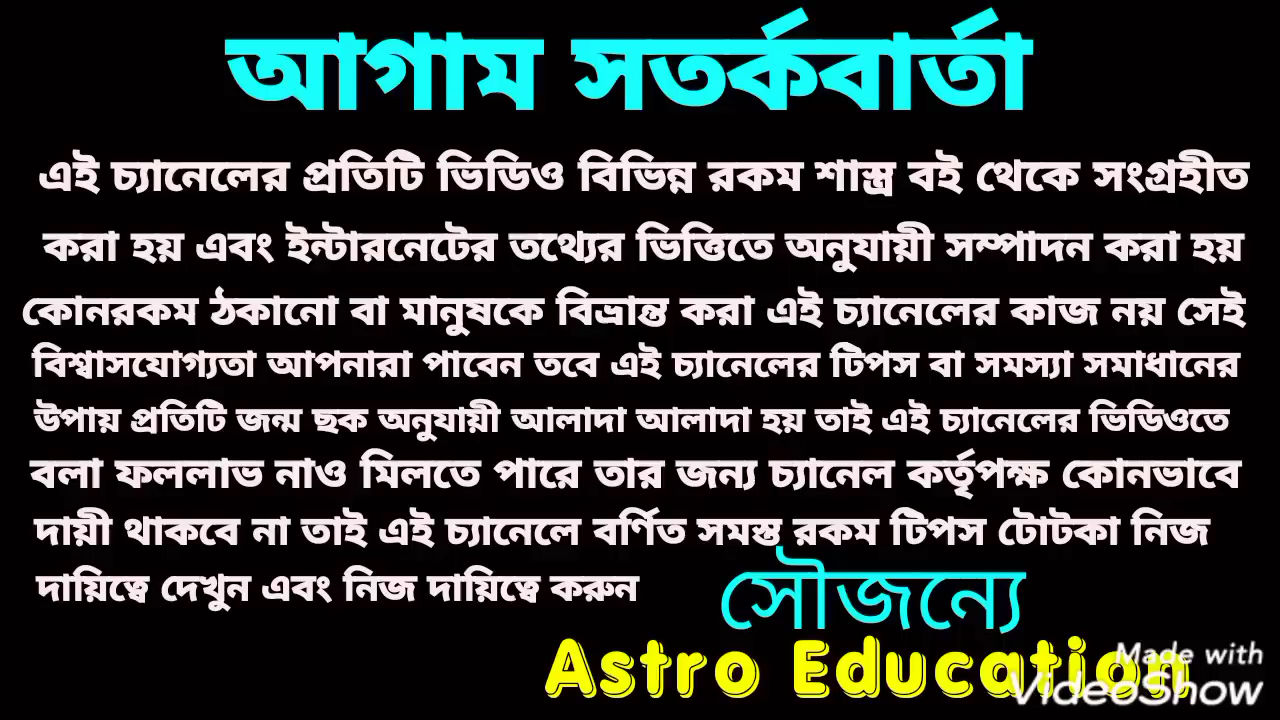 আগাম সতর্কবার্তা
এই চ্যানেলের প্রতিটি ভিডিও বিভিন্ন রকম শাস্ত্র বই থেকে সংগ্রহীত
করা হয় এবং ইন্টারনেটের তথ্যের ভিত্তিতে অনুযায়ী সম্পাদন করা হয়
কোনরকম ঠকানো বা মানুষকে বিভ্রান্ত করা এই চ্যানেলের কাজ নয় সেই
বিশ্বাসযোগ্যতা আপনারা পাবেন তবে এই চ্যানেলের টিপস বা সমস্যা সমাধানের
উপায় প্রতিটি জন্ম ছক অনুযায়ী আলাদা আলাদা হয় তাই এই চ্যানেলের ভিডিওতে
বলা ফললাভ নাও মিলতে পারে তার জন্য চ্যানেল কর্তৃপক্ষ কোনভাবে
দায়ী থাকবে না তাই এই চ্যানেলে বর্ণিত সমস্ত রকম টিপস টোটকা নিজ
দায়িত্বে দেখুন এবং নিজ দায়িত্বে করুন
সৌজন্যে
Astro Education
Made with
VideoShow